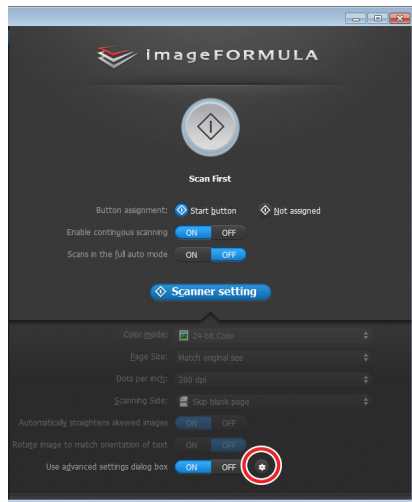 imageFORMULA
Scan First
Button assignment: Start button Not assigned
Enable continuous scanning ON OFF
Scans in the full auto mode ON OFF
Scanner setting
Color mode: 24-bit Color
Page Size: Match original size
Dots per inch: 200 dpi
Scanning Side: Skip blank page
Automatically straightens skewed images ON OFF
Rotate image to match orientation of text ON OFF
Use advanced settings dialog box ON OFF